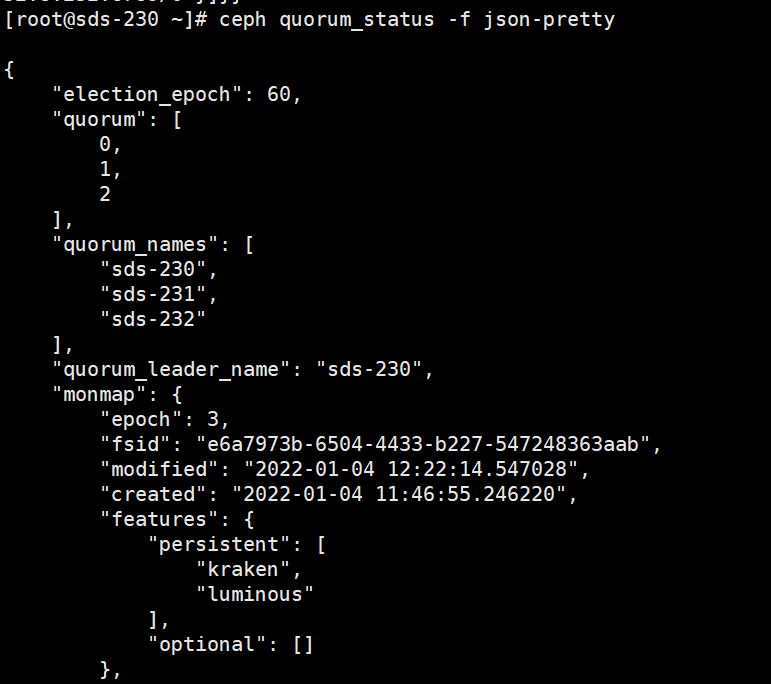 [root@sds-230 ~]# ceph quorum_status -f json-pretty
{
"election_epoch": 60,
"quorum": [
0,
1,
2
],
"quorum_names": [
"sds-230",
"sds-231",
"sds-232"
],
"quorum_leader_name": "sds-230",
"monmap": {
"epoch": 3,
"fsid": "e6a7973b-6504-4433-b227-547248363aab",
"modified": "2022-01-04 12:22:14.547028",
"created": "2022-01-04 11:46:55.246220",
"features": {
"persistent": [
"kraken",
"luminous"
],
"optional": []
},